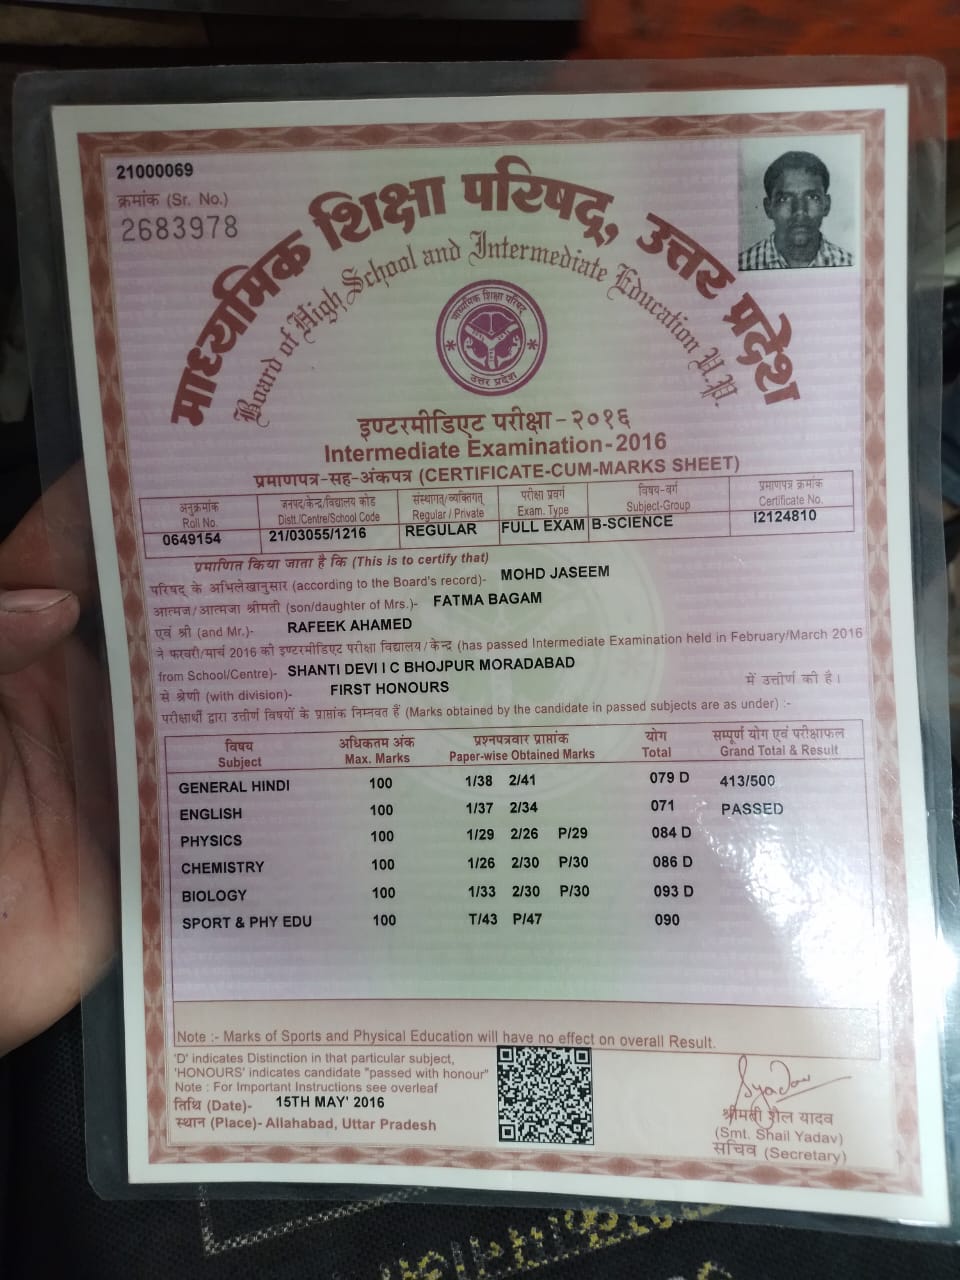 21000069
क्रमांक (Sr. No.)
2683978
माध्यमिक शिक्षा परिषद्, उत्तर प्रदेश
Board of High School and Intermediate Education U.P.
माध्यमिक शिक्षा परिषद्
उत्तर प्रदेश
इण्टरमीडिएट परीक्षा - २०१६
Intermediate Examination - 2016
प्रमाणपत्र-सह-अंकपत्र (CERTIFICATE-CUM-MARKS SHEET)
अनुक्रमांक जनपद/केन्द्र/विद्यालय कोड संस्थागत/व्यक्तिगत् परीक्षा प्रवर्ग विषय-वर्ग प्रमाणपत्र क्रमांक
Roll No. Distt./Centre/School Code Regular / Private Exam. Type Subject-Group Certificate No.
0649154 21/03055/1216 REGULAR FULL EXAM B-SCIENCE I2124810
प्रमाणित किया जाता है कि (This is to certify that)
परिषद् के अभिलेखानुसार (according to the Board's record)- MOHD JASEEM
आत्मज/आत्मजा श्रीमती (son/daughter of Mrs.)- FATMA BAGAM
एवं श्री (and Mr.)- RAFEEK AHAMED
ने फरवरी/मार्च 2016 की इण्टरमीडिएट परीक्षा विद्यालय/केन्द्र (has passed Intermediate Examination held in February/March 2016
from School/Centre)- SHANTI DEVI I C BHOJPUR MORADABAD
से श्रेणी (with division)- FIRST HONOURS में उत्तीर्ण की है।
परीक्षार्थी द्वारा उत्तीर्ण विषयों के प्राप्तांक निम्नवत हैं (Marks obtained by the candidate in passed subjects are as under) :-
विषय अधिकतम अंक प्रश्नपत्रवार प्राप्तांक योग सम्पूर्ण योग एवं परीक्षाफल
Subject Max. Marks Paper-wise Obtained Marks Total Grand Total & Result
GENERAL HINDI 100 1/38 2/41 079 D 413/500
ENGLISH 100 1/37 2/34 071 PASSED
PHYSICS 100 1/29 2/26 P/29 084 D
CHEMISTRY 100 1/26 2/30 P/30 086 D
BIOLOGY 100 1/33 2/30 P/30 093 D
SPORT & PHY EDU 100 T/43 P/47 090
Note :- Marks of Sports and Physical Education will have no effect on overall Result.
'D' indicates Distinction in that particular subject,
'HONOURS' indicates candidate "passed with honour"
Note : For Important Instructions see overleaf
तिथि (Date)- 15TH MAY' 2016
स्थान (Place)- Allahabad, Uttar Pradesh
Syadav
श्रीमती शैल यादव
(Smt. Shail Yadav)
सचिव (Secretary)